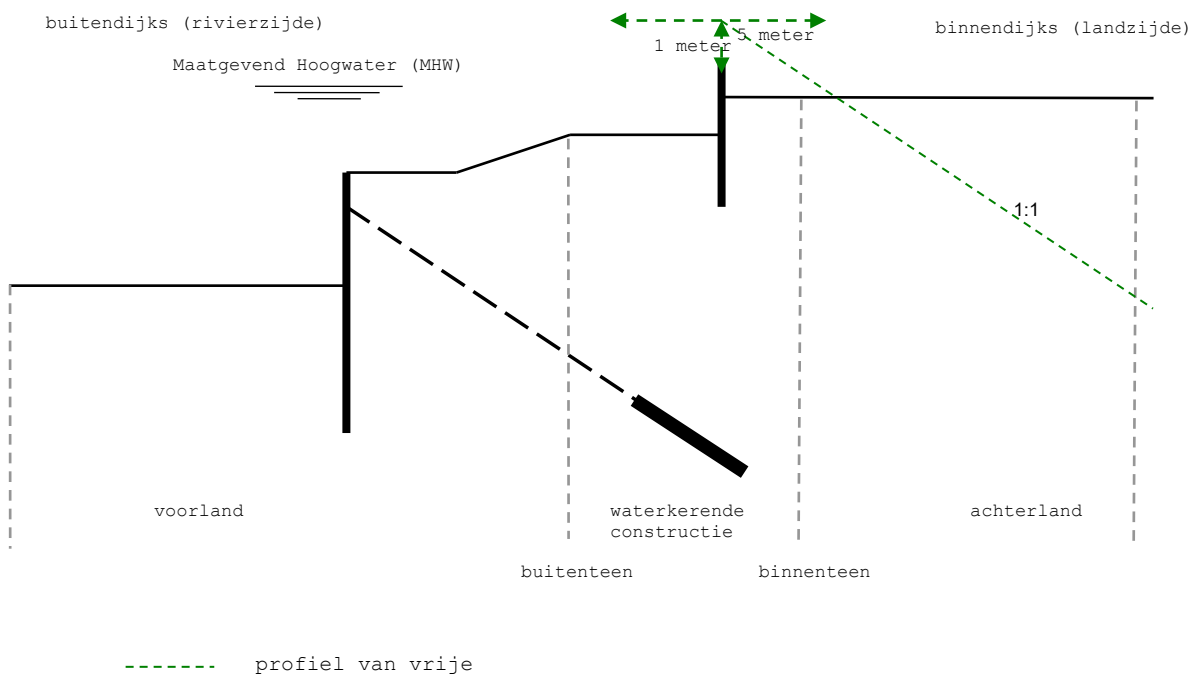 buitendijks (rivierzijde)
binnendijks (landzijde)
5 meter
1 meter
Maatgevend Hoogwater (MHW)
1:1
voorland
waterkerende
constructie
achterland
buitenteen
binnenteen
profiel van vrije